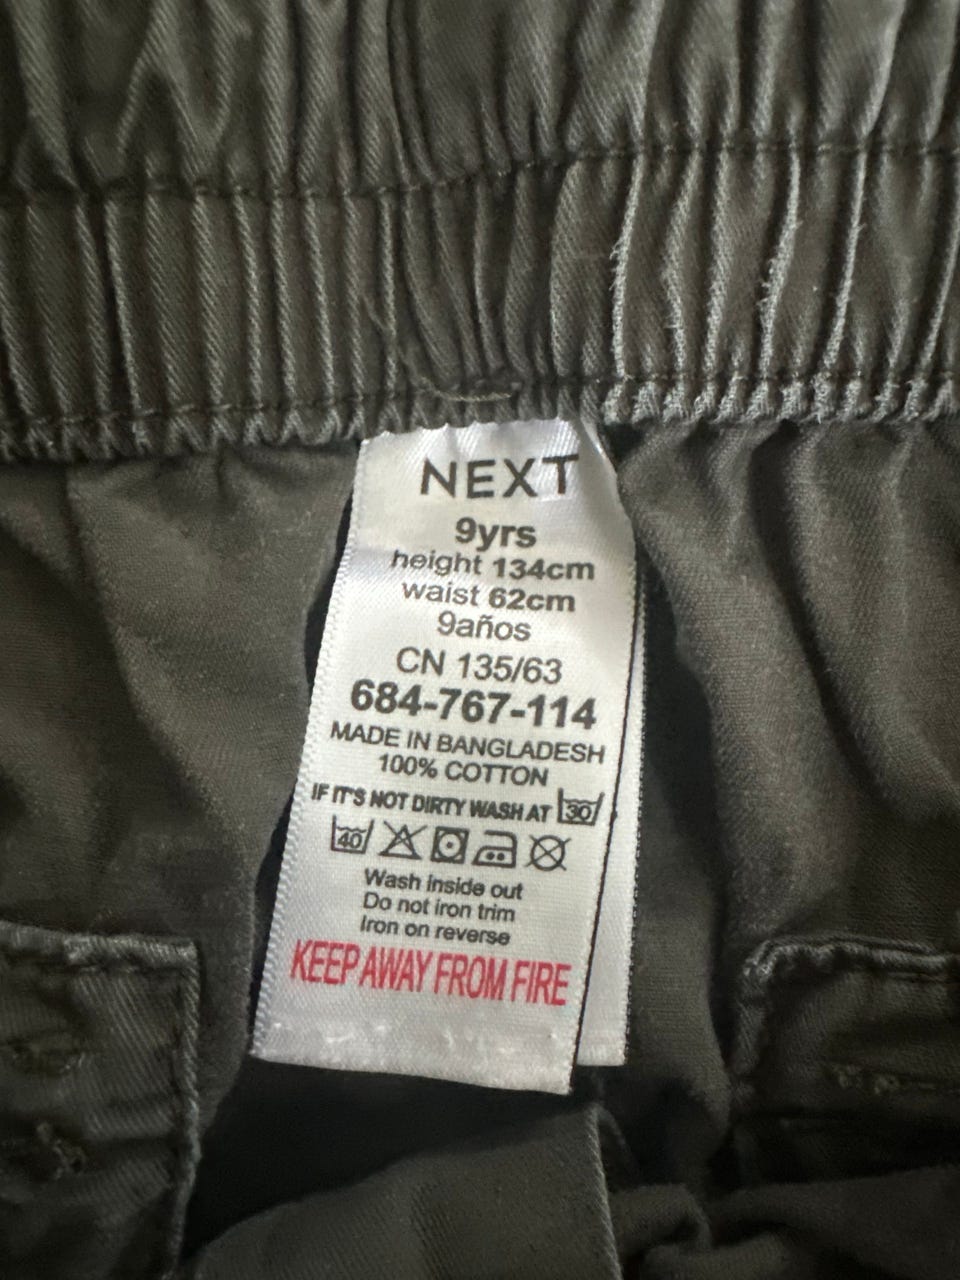 NEXT
9yrs
height 134cm
waist 62cm
9años
CN 135/63
684-767-114
MADE IN BANGLADESH
100% COTTON
IF IT'S NOT DIRTY WASH AT 30
40
Wash inside out
Do not iron trim
Iron on reverse
KEEP AWAY FROM FIRE